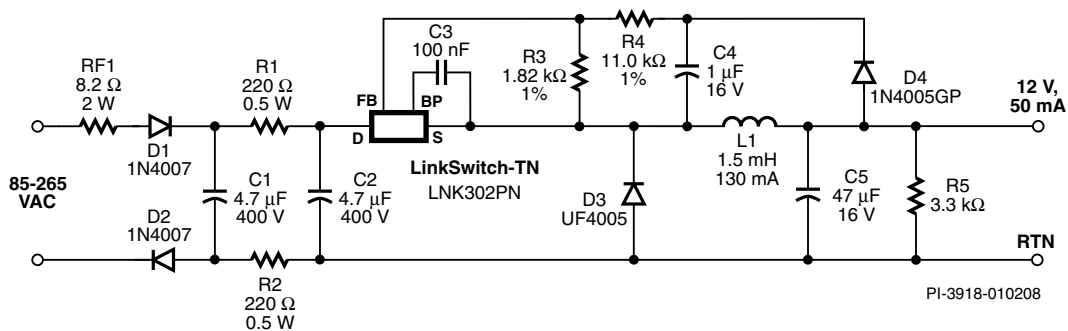 RF1
8.2 Ω
2 W
D1
1N4007
85-265
VAC
D2
1N4007
R1
220 Ω
0.5 W
C1
4.7 µF
400 V
R2
220 Ω
0.5 W
C2
4.7 µF
400 V
C3
100 nF
FB
BP
D
S
LinkSwitch-TN
LNK302PN
R3
1.82 kΩ
1%
R4
11.0 kΩ
1%
C4
1 µF
16 V
D4
1N4005GP
D3
UF4005
L1
1.5 mH
130 mA
C5
47 µF
16 V
R5
3.3 kΩ
12 V,
50 mA
RTN
PI-3918-010208